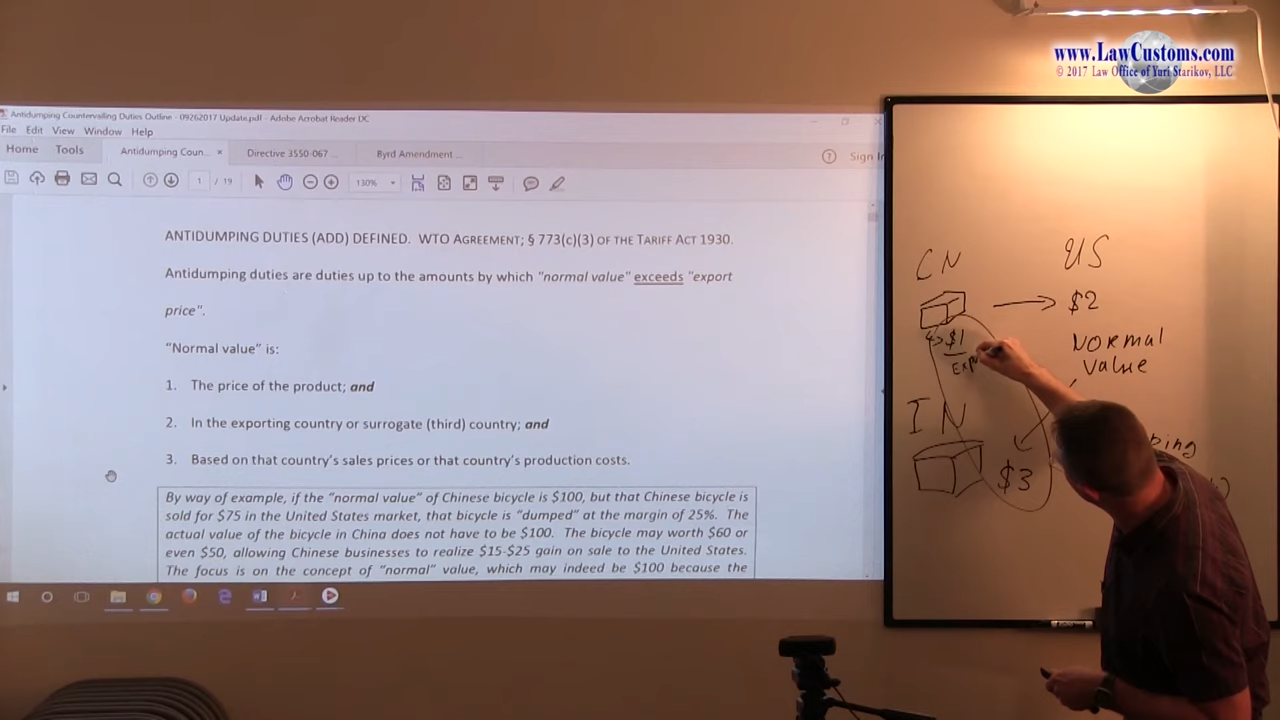 www.LawCustoms.com
© 2017 Law Office of Yuri Starikov, LLC
Antidumping Countervailing Duties Outline - 09262017 Update.pdf - Adobe Acrobat Reader DC
File Edit View Window Help
Home Tools Antidumping Coun... × Directive 3550-067 ... Byrd Amendment ... Sign In
1 / 19 130%
ANTIDUMPING DUTIES (ADD) DEFINED. WTO AGREEMENT; § 773(c)(3) OF THE TARIFF ACT 1930.
Antidumping duties are duties up to the amounts by which "normal value" exceeds "export
price".
"Normal value" is:
1. The price of the product; and
2. In the exporting country or surrogate (third) country; and
3. Based on that country's sales prices or that country's production costs.
By way of example, if the "normal value" of Chinese bicycle is $100, but that Chinese bicycle is
sold for $75 in the United States market, that bicycle is "dumped" at the margin of 25%. The
actual value of the bicycle in China does not have to be $100. The bicycle may worth $60 or
even $50, allowing Chinese businesses to realize $15-$25 gain on sale to the United States.
The focus is on the concept of "normal" value, which may indeed be $100 because the
CN US
$2
$1
Exp
Normal
Value
IN
$3
ping